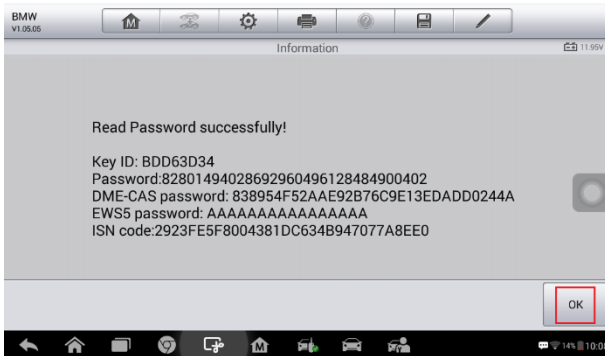 BMW
V1.05.05
Information
11.95V
Read Password successfully!
Key ID: BDD63D34
Password:82801494028692960496128484900402
DME-CAS password: 838954F52AAE92B76C9E13EDADD0244A
EWS5 password: AAAAAAAAAAAAAAAA
ISN code:2923FE5F8004381DC634B947077A8EE0
OK
14%